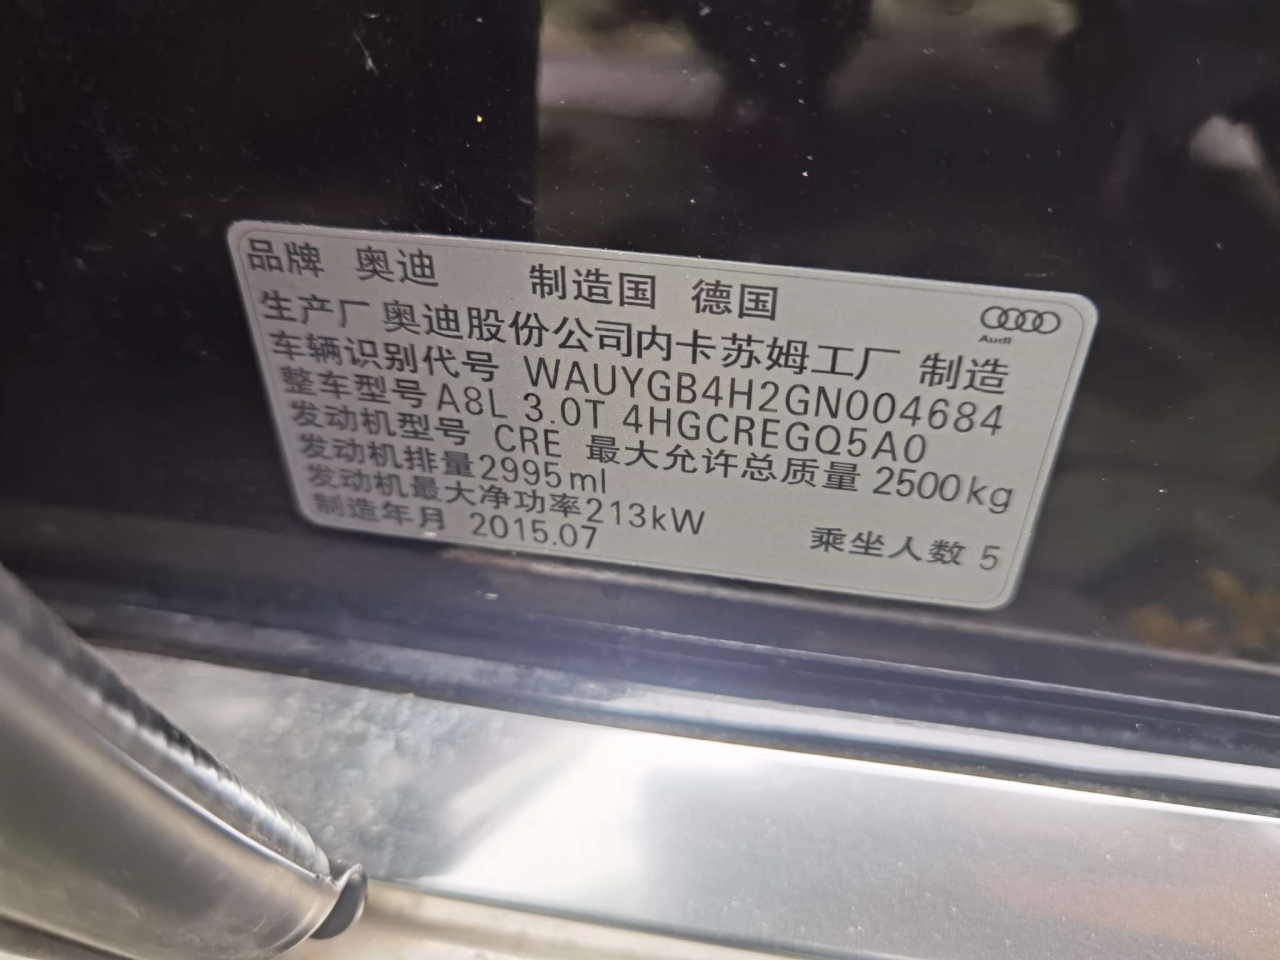 品牌 奥迪 制造国 德国
Audi
生产厂 奥迪股份公司内卡苏姆工厂 制造
车辆识别代号 WAUYGB4H2GN004684
整车型号 A8L 3.0T 4HGCREGQ5A0
发动机型号 CRE 最大允许总质量 2500kg
发动机排量 2995ml
发动机最大净功率 213kW 乘坐人数 5
制造年月 2015.07